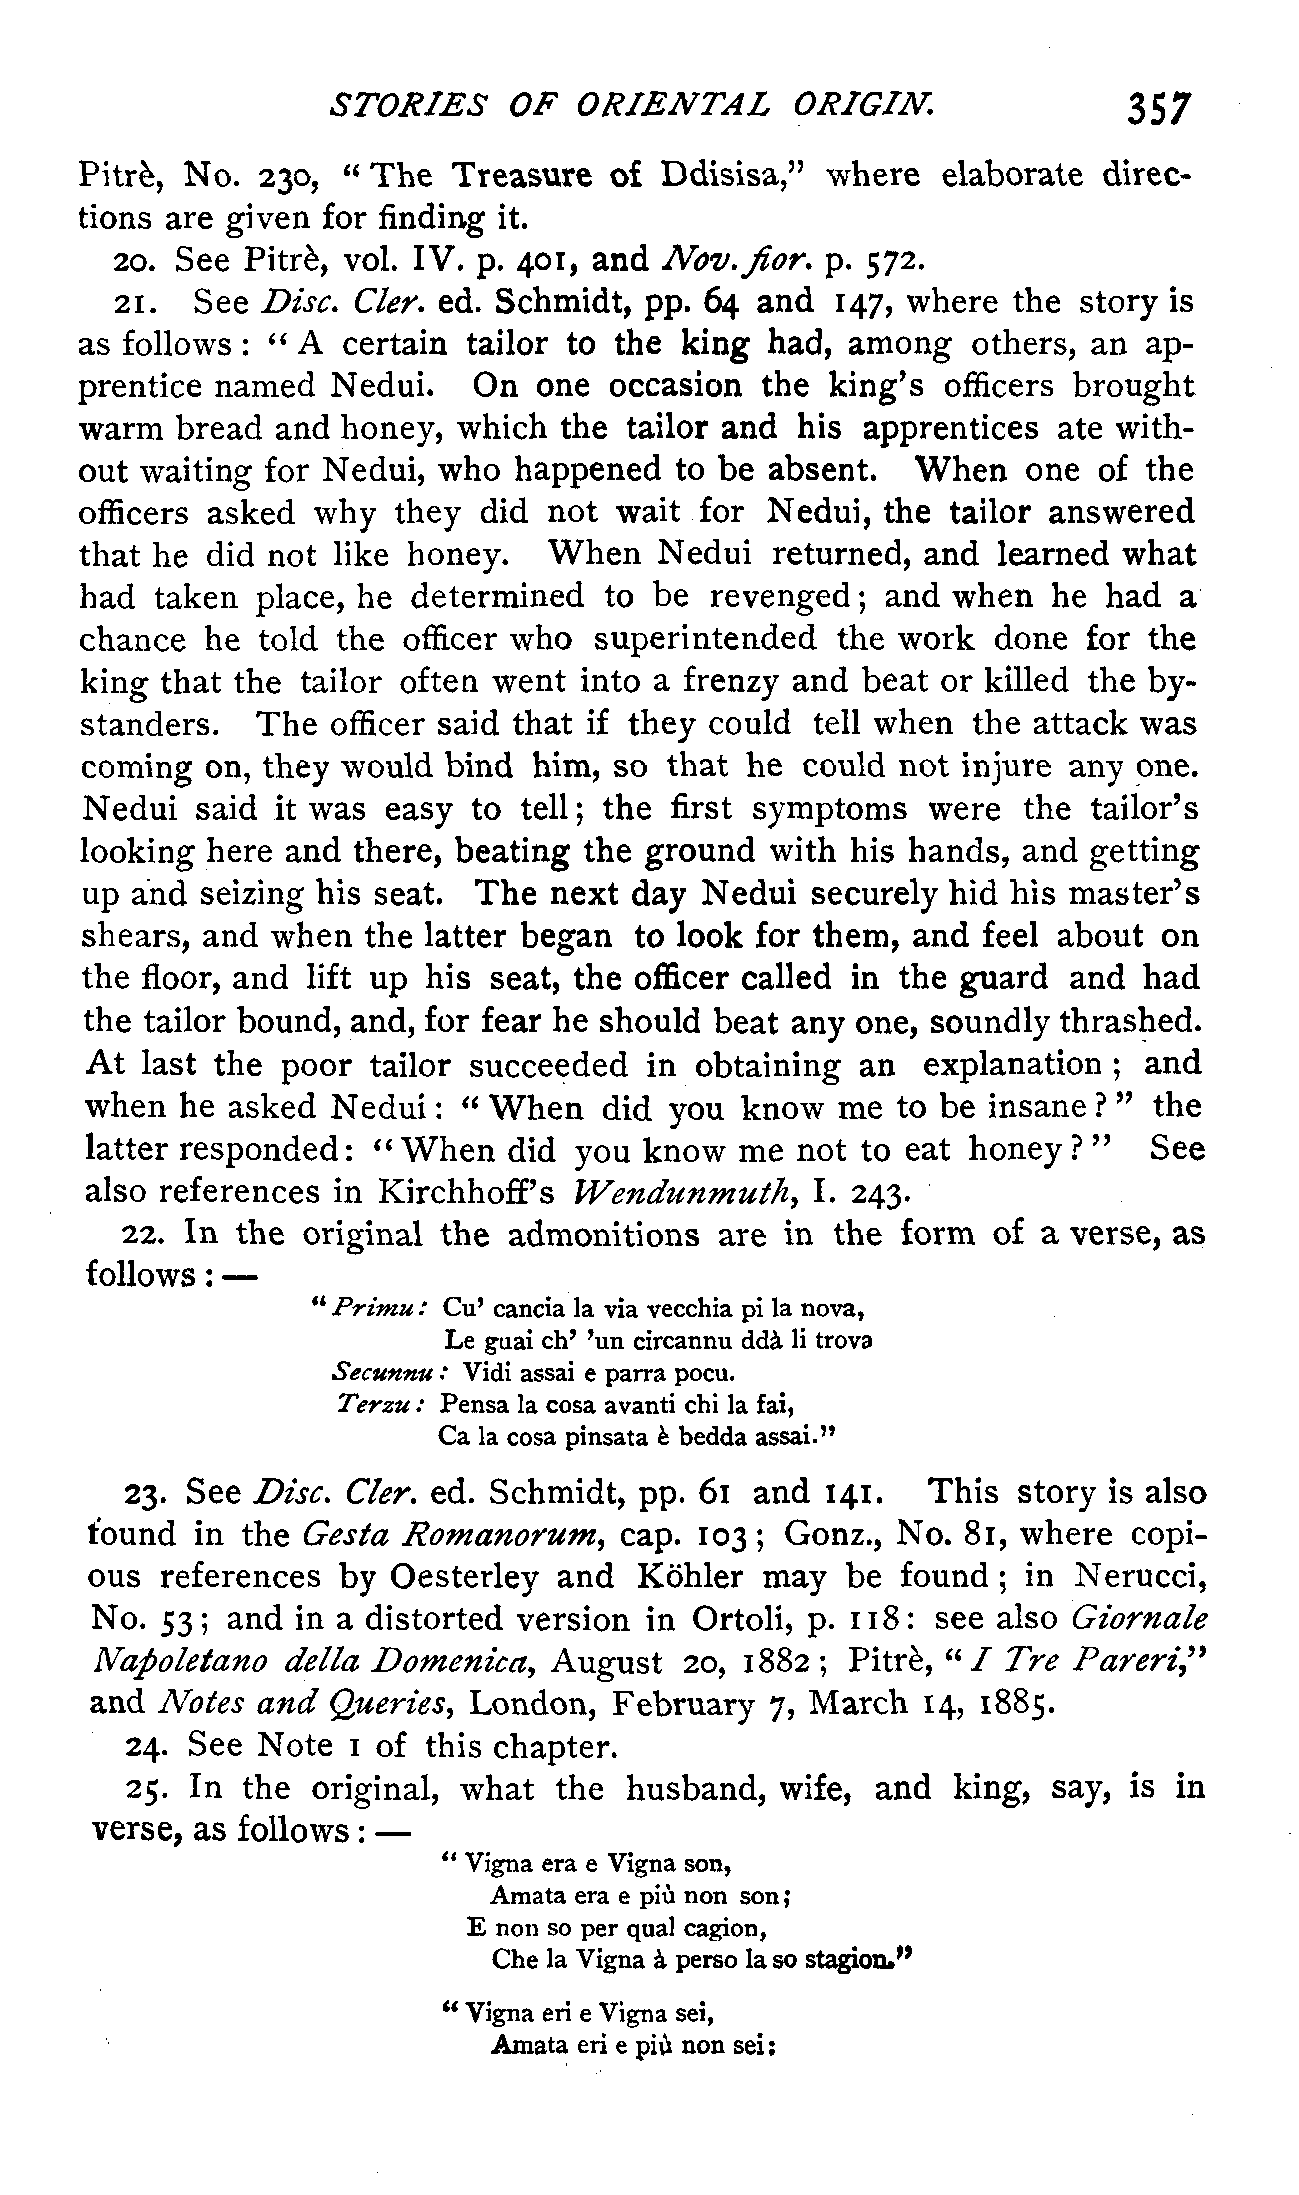 STORIES OF ORIENTAL ORIGIN. 357
Pitrè, No. 230, “The Treasure of Ddisisa,” where elaborate direc-
tions are given for finding it.
20. See Pitrè, vol. IV. p. 401, and Nov. fior. p. 572.
21. See Disc. Cler. ed. Schmidt, pp. 64 and 147, where the story is
as follows: “A certain tailor to the king had, among others, an ap-
prentice named Nedui. On one occasion the king’s officers brought
warm bread and honey, which the tailor and his apprentices ate with-
out waiting for Nedui, who happened to be absent. When one of the
officers asked why they did not wait for Nedui, the tailor answered
that he did not like honey. When Nedui returned, and learned what
had taken place, he determined to be revenged; and when he had a
chance he told the officer who superintended the work done for the
king that the tailor often went into a frenzy and beat or killed the by-
standers. The officer said that if they could tell when the attack was
coming on, they would bind him, so that he could not injure any one.
Nedui said it was easy to tell; the first symptoms were the tailor’s
looking here and there, beating the ground with his hands, and getting
up and seizing his seat. The next day Nedui securely hid his master’s
shears, and when the latter began to look for them, and feel about on
the floor, and lift up his seat, the officer called in the guard and had
the tailor bound, and, for fear he should beat any one, soundly thrashed.
At last the poor tailor succeeded in obtaining an explanation; and
when he asked Nedui: “When did you know me to be insane?” the
latter responded: “When did you know me not to eat honey?” See
also references in Kirchhoff’s Wendunmuth, I. 243.
22. In the original the admonitions are in the form of a verse, as
follows:—
“Primu: Cu’ cancia la via vecchia pi la nova,
Le guai ch’ ’un circannu ddà li trova
Secunnu: Vidi assai e parra pocu.
Terzu: Pensa la cosa avanti chi la fai,
Ca la cosa pinsata è bedda assai.”
23. See Disc. Cler. ed. Schmidt, pp. 61 and 141. This story is also
found in the Gesta Romanorum, cap. 103; Gonz., No. 81, where copi-
ous references by Oesterley and Köhler may be found; in Nerucci,
No. 53; and in a distorted version in Ortoli, p. 118: see also Giornale
Napoletano della Domenica, August 20, 1882; Pitrè, “I Tre Pareri,”
and Notes and Queries, London, February 7, March 14, 1885.
24. See Note 1 of this chapter.
25. In the original, what the husband, wife, and king, say, is in
verse, as follows:—
“Vigna era e Vigna son,
Amata era e più non son;
E non so per qual cagion,
Che la Vigna à perso la so stagion.”
“Vigna eri e Vigna sei,
Amata eri e più non sei: